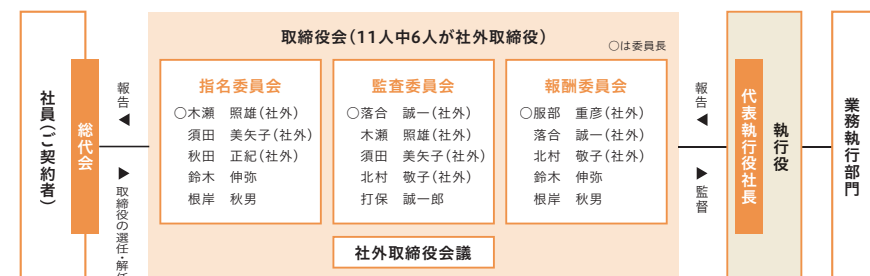 取締役会(11人中6人が社外取締役)
○は委員長
社員(ご契約者)
総代会
報告◀
▶取締役の選任・解任
指名委員会
○木瀬 照雄(社外)
須田 美矢子(社外)
秋田 正紀(社外)
鈴木 伸弥
根岸 秋男
監査委員会
○落合 誠一(社外)
木瀬 照雄(社外)
須田 美矢子(社外)
北村 敬子(社外)
打保 誠一郎
報酬委員会
○服部 重彦(社外)
落合 誠一(社外)
北村 敬子(社外)
鈴木 伸弥
根岸 秋男
社外取締役会議
報告◀
▶監督
代表執行役社長
執行役
業務執行部門